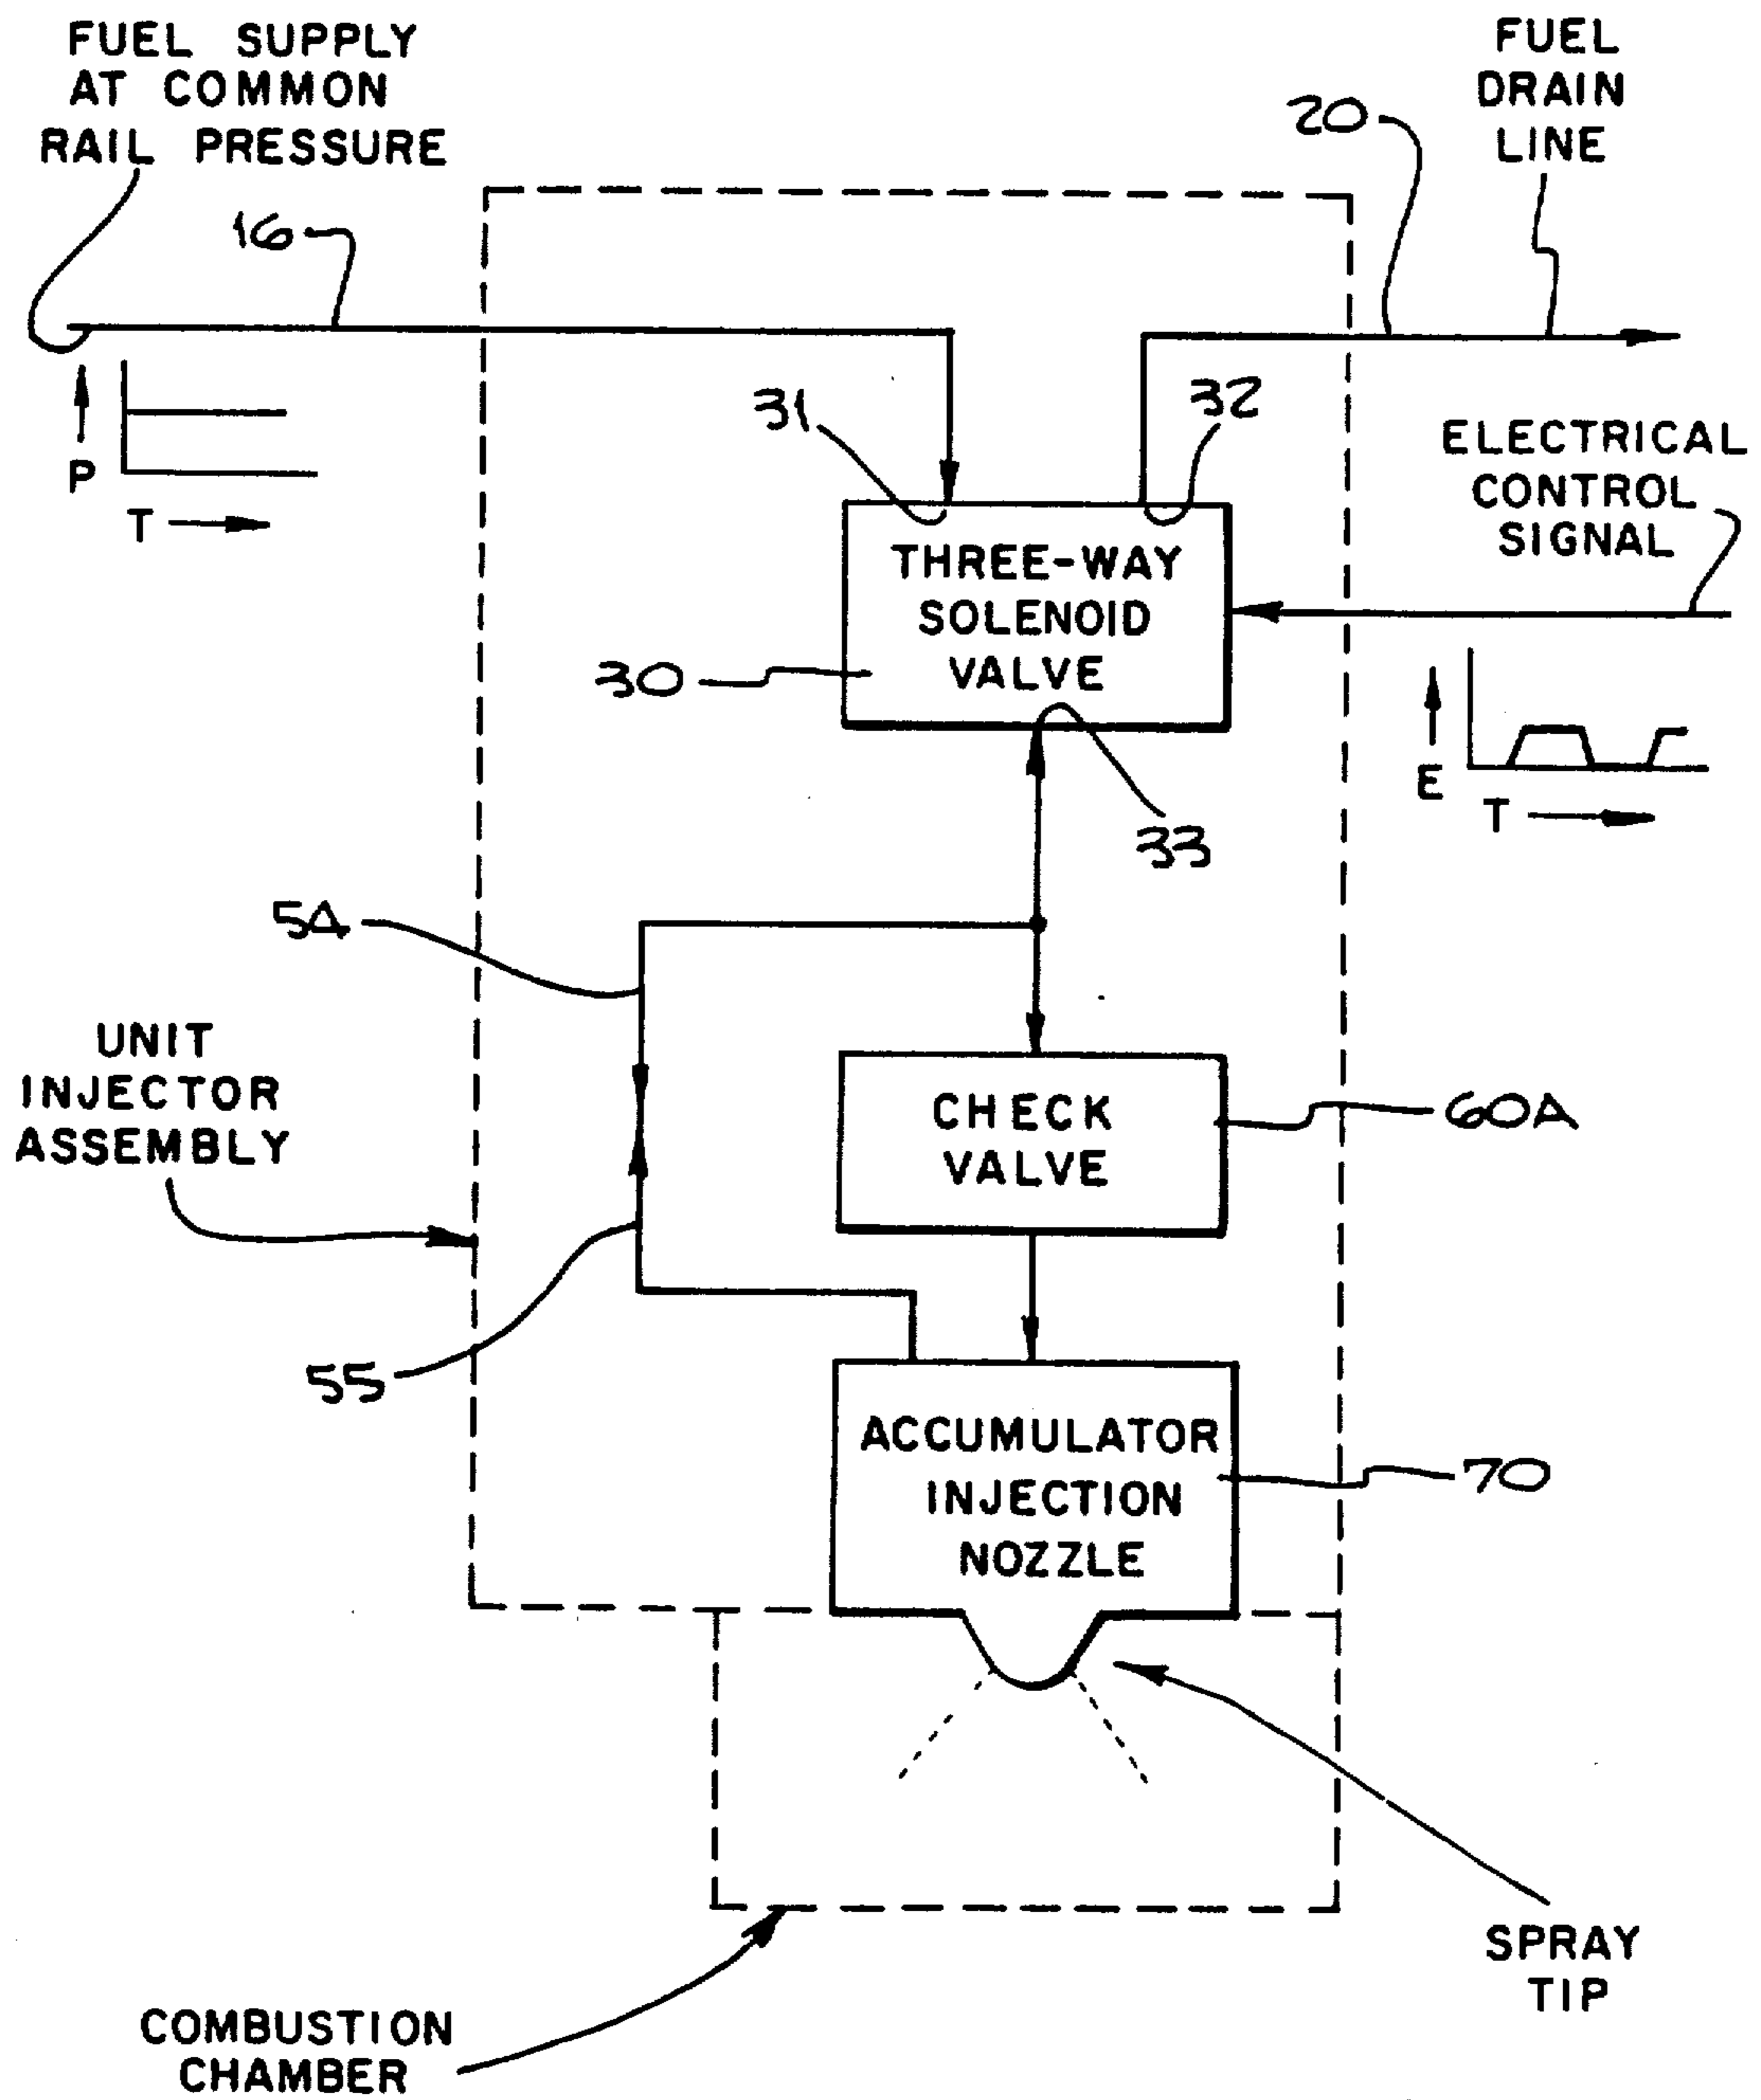 FUEL SUPPLY
AT COMMON
RAIL PRESSURE
FUEL
DRAIN
LINE
20
16
31
32
P
T
ELECTRICAL
CONTROL
SIGNAL
THREE-WAY
SOLENOID
VALVE
30
E
T
33
54
UNIT
INJECTOR
ASSEMBLY
CHECK
VALVE
60A
55
ACCUMULATOR
INJECTION
NOZZLE
70
SPRAY
TIP
COMBUSTION
CHAMBER